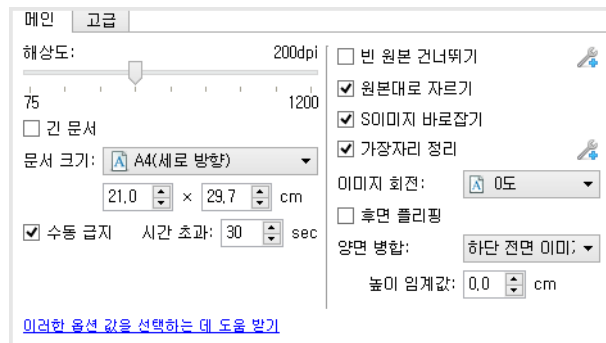 메인 고급
해상도: 200dpi
75 1200
긴 문서
문서 크기: A4(세로 방향)
21,0 × 29,7 cm
수동 급지 시간 초과: 30 sec
이러한 옵션 값을 선택하는 데 도움 받기
빈 원본 건너뛰기
원본대로 자르기
S이미지 바로잡기
가장자리 정리
이미지 회전: 0도
후면 플리핑
양면 병합: 하단 전면
높이 임계값: 0,0 cm